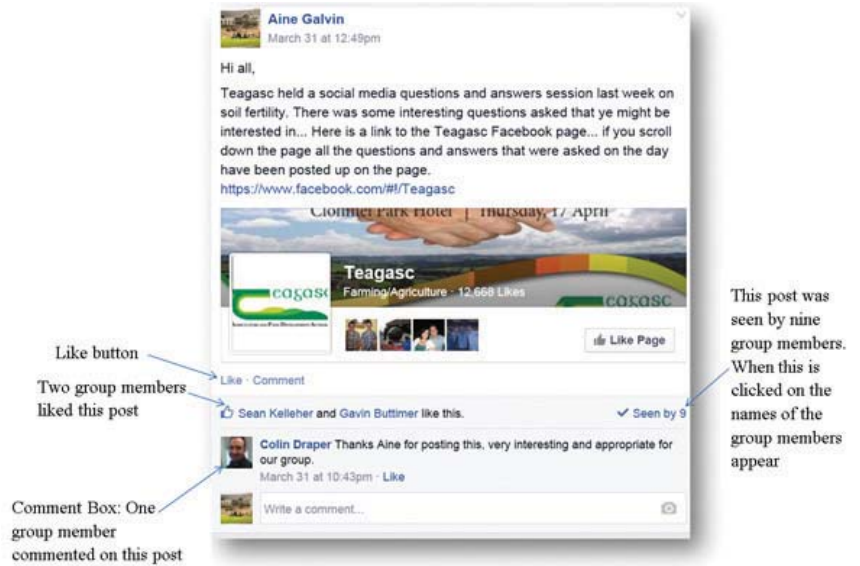 Aine Galvin
March 31 at 12:49pm
Hi all,
Teagasc held a social media questions and answers session last week on
soil fertility. There was some interesting questions asked that ye might be
interested in... Here is a link to the Teagasc Facebook page... if you scroll
down the page all the questions and answers that were asked on the day
have been posted up on the page.
https://www.facebook.com/#!/Teagasc
Clonmel Park Hotel | Thursday, 17 April
Teagasc
Farming/Agriculture · 12,668 Likes
eagasc
Agriculture and Food Development Authority
eagasc
Like Page
Like · Comment
Sean Kelleher and Gavin Buttimer like this.
Seen by 9
Colin Draper Thanks Aine for posting this, very interesting and appropriate for
our group.
March 31 at 10:43pm · Like
Write a comment...
Like button
Two group members
liked this post
Comment Box: One
group member
commented on this post
This post was
seen by nine
group members.
When this is
clicked on the
names of the
group members
appear